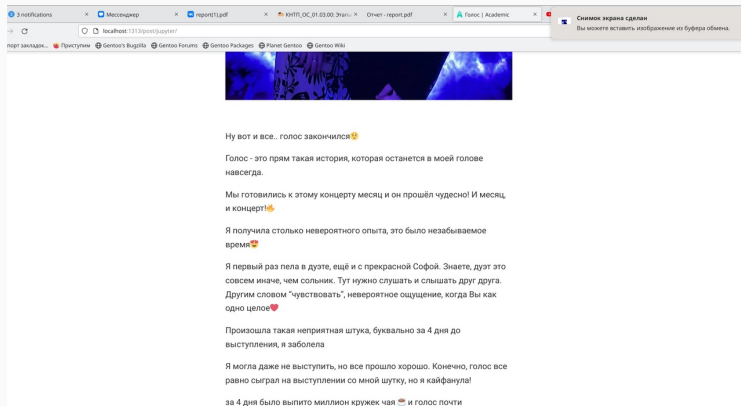 3 notifications
Мессенджер
report(1).pdf
КНТП_ОС_01.03.00: Этапы
Отчет - report.pdf
Голос | Academic
Снимок экрана сделан
Вы можете вставить изображение из буфера обмена.
localhost:1313/post/jupyter/
порт закладок...
Приступим
Gentoo's Bugzilla
Gentoo Forums
Gentoo Packages
Planet Gentoo
Gentoo Wiki
Ну вот и все.. голос закончился😢
Голос - это прям такая история, которая останется в моей голове
навсегда.
Мы готовились к этому концерту месяц и он прошёл чудесно! И месяц,
и концерт!🔥
Я получила столько невероятного опыта, это было незабываемое
время😍
Я первый раз пела в дуэте, ещё и с прекрасной Софой. Знаете, дуэт это
совсем иначе, чем сольник. Тут нужно слушать и слышать друг друга.
Другим словом "чувствовать", невероятное ощущение, когда Вы как
одно целое❤️
Произошла такая неприятная штука, буквально за 4 дня до
выступления, я заболела
Я могла даже не выступить, но все прошло хорошо. Конечно, голос все
равно сыграл на выступлении со мной шутку, но я кайфанула!
за 4 дня было выпито миллион кружек чая ☕ и голос почти